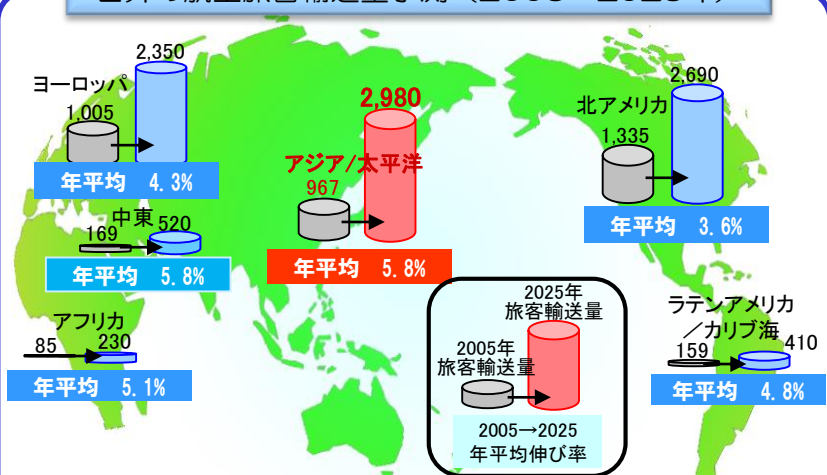 2,350
ヨーロッパ
1,005
年平均 4.3%
2,980
アジア/太平洋
967
年平均 5.8%
2,690
北アメリカ
1,335
年平均 3.6%
中東
169
520
年平均 5.8%
アフリカ
85
230
年平均 5.1%
2025年
旅客輸送量
2005年
旅客輸送量
2005→2025
年平均伸び率
ラテンアメリカ
／カリブ海
159
410
年平均 4.8%